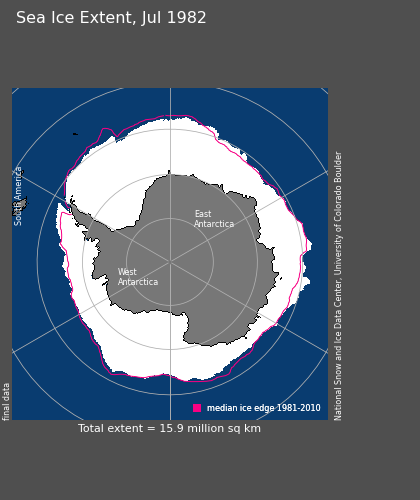 Sea Ice Extent, Jul 1982
South America
East
Antarctica
West
Antarctica
National Snow and Ice Data Center, University of Colorado Boulder
final data
median ice edge 1981-2010
Total extent = 15.9 million sq km